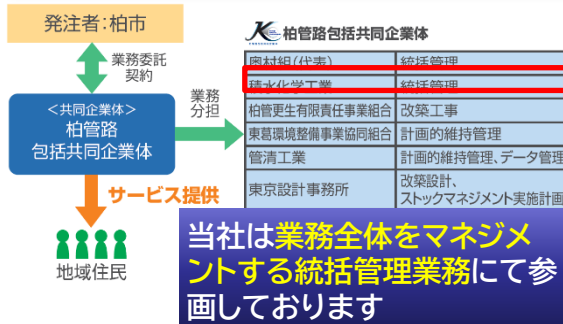 発注者：柏市
業務委託
契約
＜共同企業体＞
柏管路
包括共同企業体
業務
分担
サービス提供
地域住民
柏管路包括共同企業体
奥村組（代表） 統括管理
積水化学工業 統括管理
柏管更生有限責任事業組合 改築工事
東葛環境整備事業協同組合 計画的維持管理
管清工業 計画的維持管理、データ管理
東京設計事務所 改築設計、
ストックマネジメント実施計画
当社は業務全体をマネジメ
ントする統括管理業務にて参
画しております